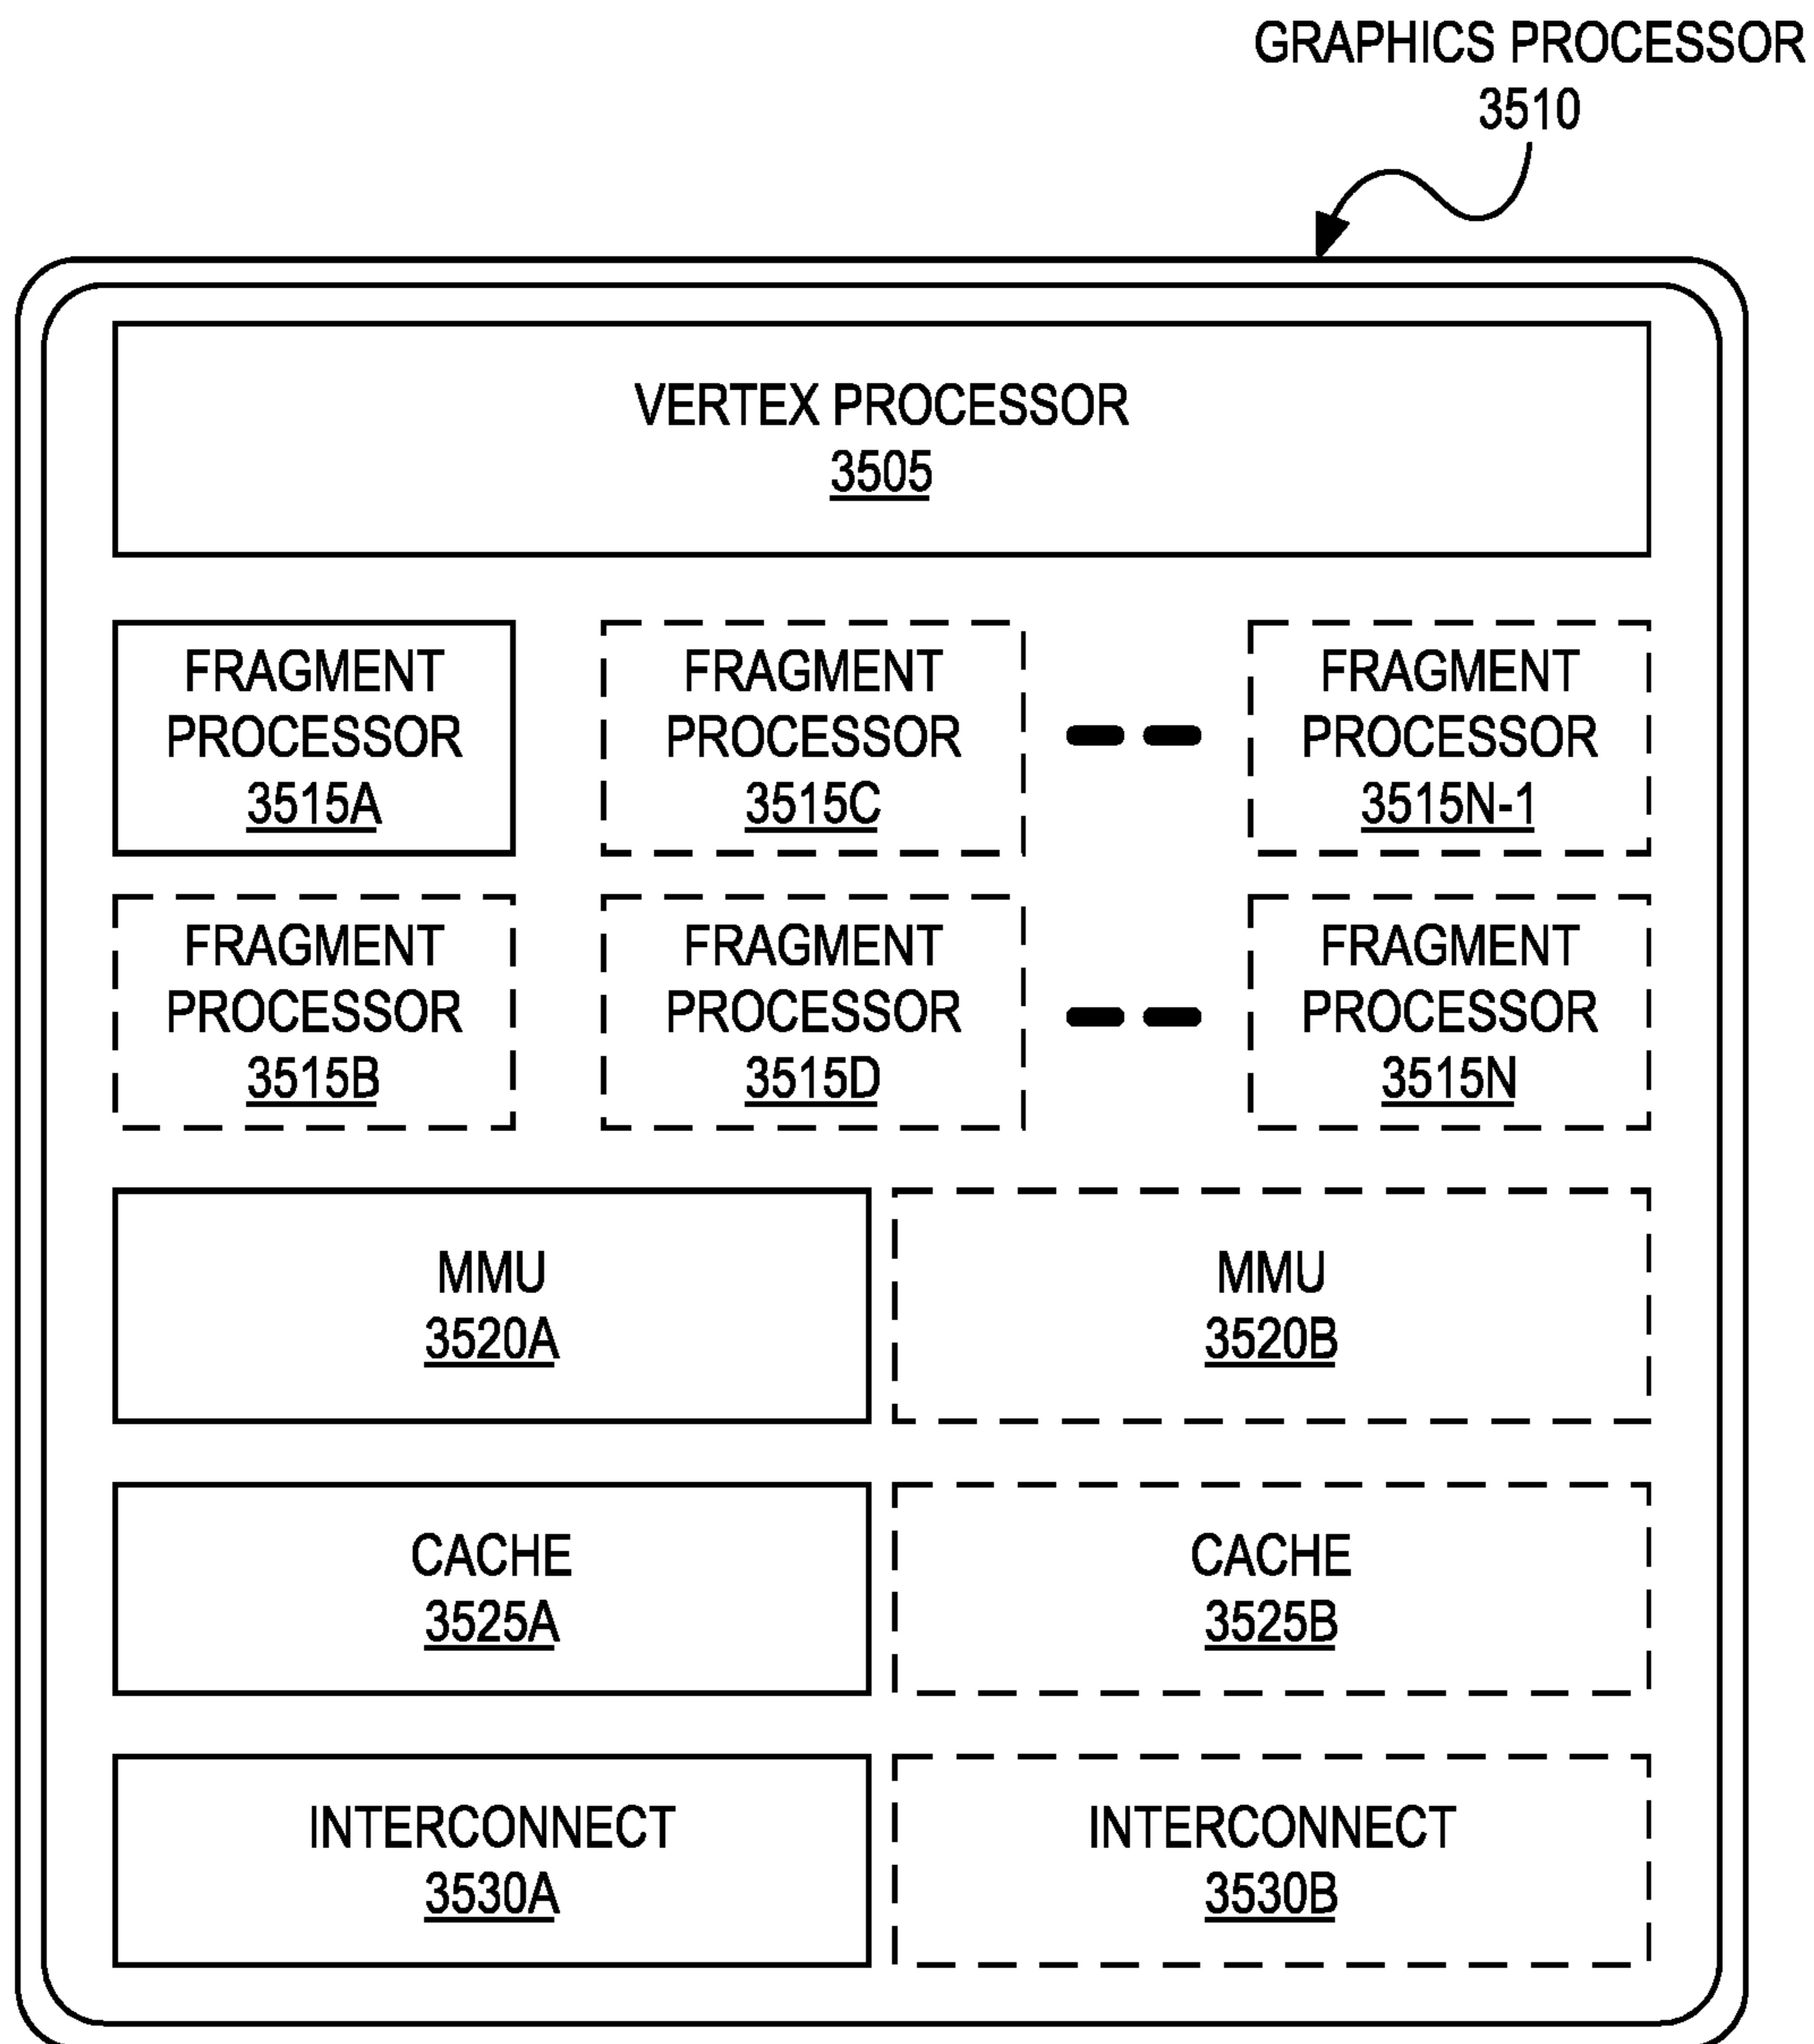 GRAPHICS PROCESSOR
3510
VERTEX PROCESSOR
3505
FRAGMENT
PROCESSOR
3515A
FRAGMENT
PROCESSOR
3515C
FRAGMENT
PROCESSOR
3515N-1
FRAGMENT
PROCESSOR
3515B
FRAGMENT
PROCESSOR
3515D
FRAGMENT
PROCESSOR
3515N
MMU
3520A
MMU
3520B
CACHE
3525A
CACHE
3525B
INTERCONNECT
3530A
INTERCONNECT
3530B